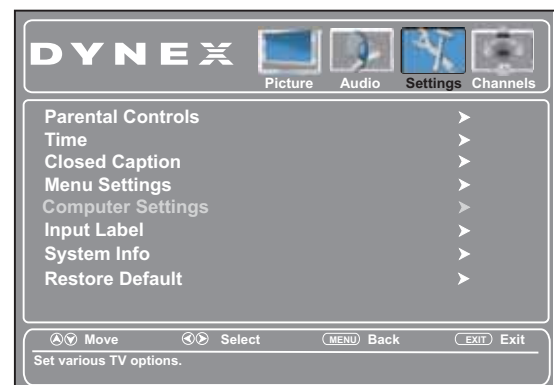 DYNEX
Picture Audio Settings Channels
Parental Controls
Time
Closed Caption
Menu Settings
Computer Settings
Input Label
System Info
Restore Default
Move Select MENU Back EXIT Exit
Set various TV options.